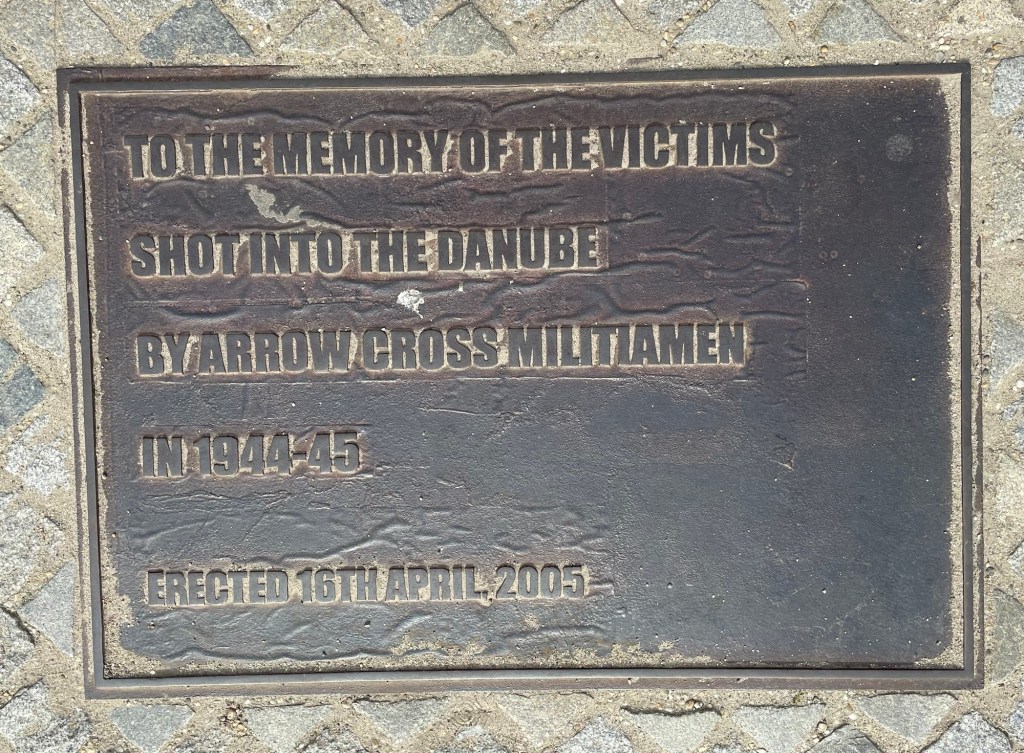 TO THE MEMORY OF THE VICTIMS
SHOT INTO THE DANUBE
BY ARROW CROSS MILITIAMEN
IN 1944-45
ERECTED 16TH APRIL, 2005